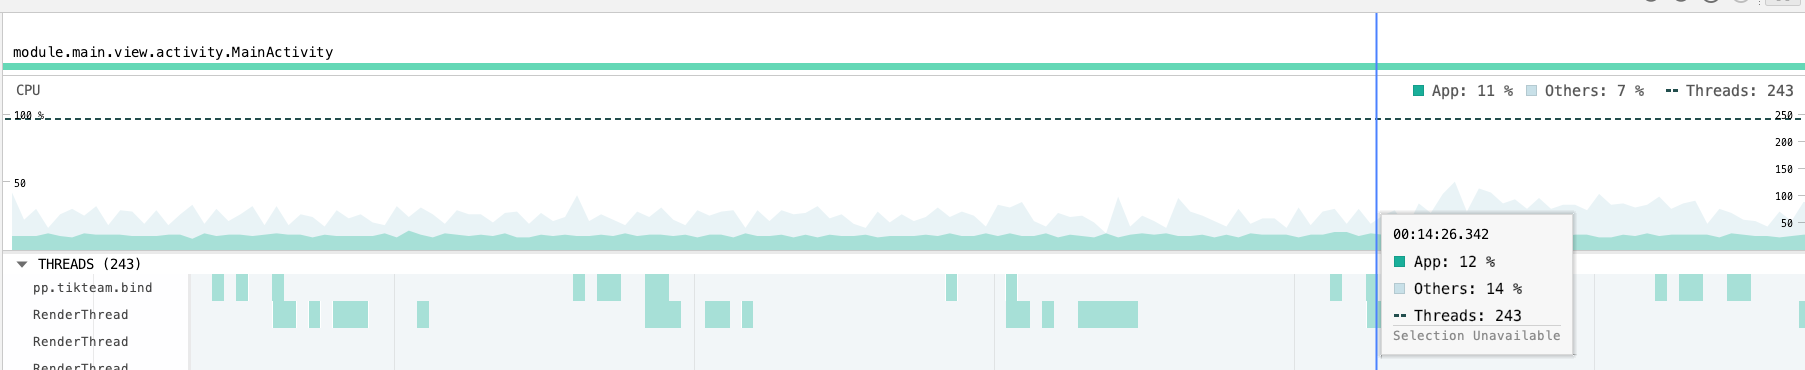 module.main.view.activity.MainActivity
CPU
App: 11 % Others: 7 % Threads: 243
100 %
250
200
50
150
100
50
THREADS (243)
pp.tikteam.bind
RenderThread
RenderThread
RenderThread
00:14:26.342
App: 12 %
Others: 14 %
Threads: 243
Selection Unavailable